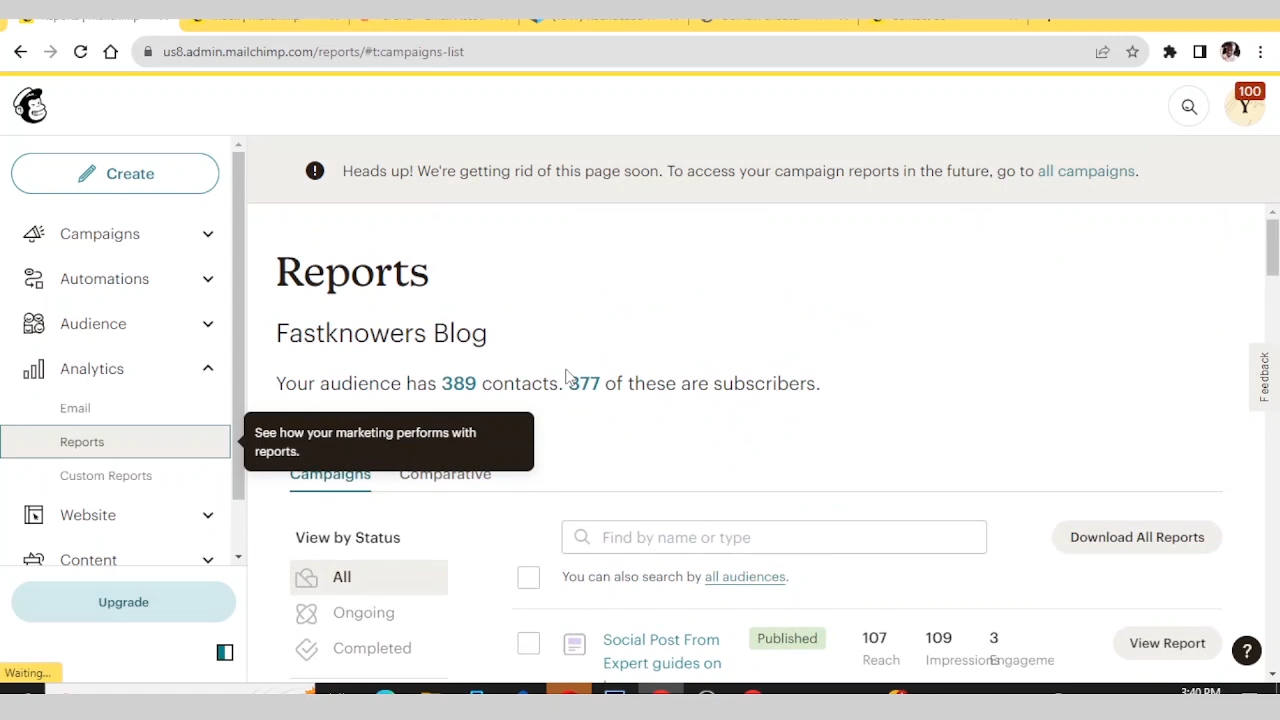 us8.admin.mailchimp.com/reports/#t:campaigns-list
100
Y
Create
Heads up! We're getting rid of this page soon. To access your campaign reports in the future, go to all campaigns.
Campaigns
Automations
Audience
Analytics
Email
Reports
Custom Reports
Website
Content
Upgrade
Waiting...
Reports
Fastknowers Blog
Your audience has 389 contacts. 377 of these are subscribers.
See how your marketing performs with
reports.
Campaigns
Comparative
View by Status
All
Ongoing
Completed
Find by name or type
Download All Reports
You can also search by all audiences.
Social Post From
Expert guides on
Published
107
Reach
109
Impressions
3
Engageme
View Report
Feedback
?
3:40 PM